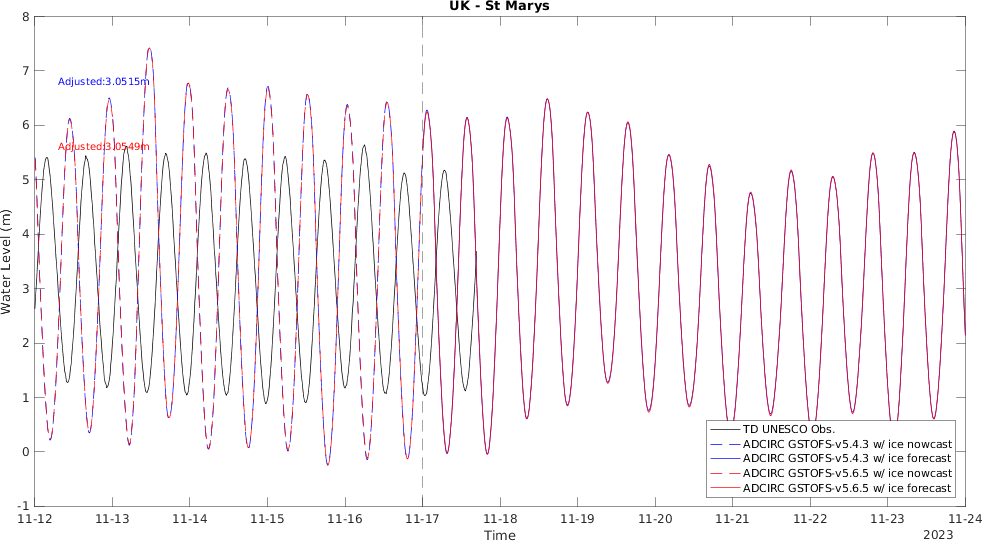 UK - St Marys
8
7
6
5
4
3
2
1
0
-1
Water Level (m)
Adjusted:3.0515m
Adjusted:3.0549m
TD UNESCO Obs.
ADCIRC GSTOFS-v5.4.3 w/ ice nowcast
ADCIRC GSTOFS-v5.4.3 w/ ice forecast
ADCIRC GSTOFS-v5.6.5 w/ ice nowcast
ADCIRC GSTOFS-v5.6.5 w/ ice forecast
11-12 11-13 11-14 11-15 11-16 11-17 11-18 11-19 11-20 11-21 11-22 11-23 11-24
Time
2023